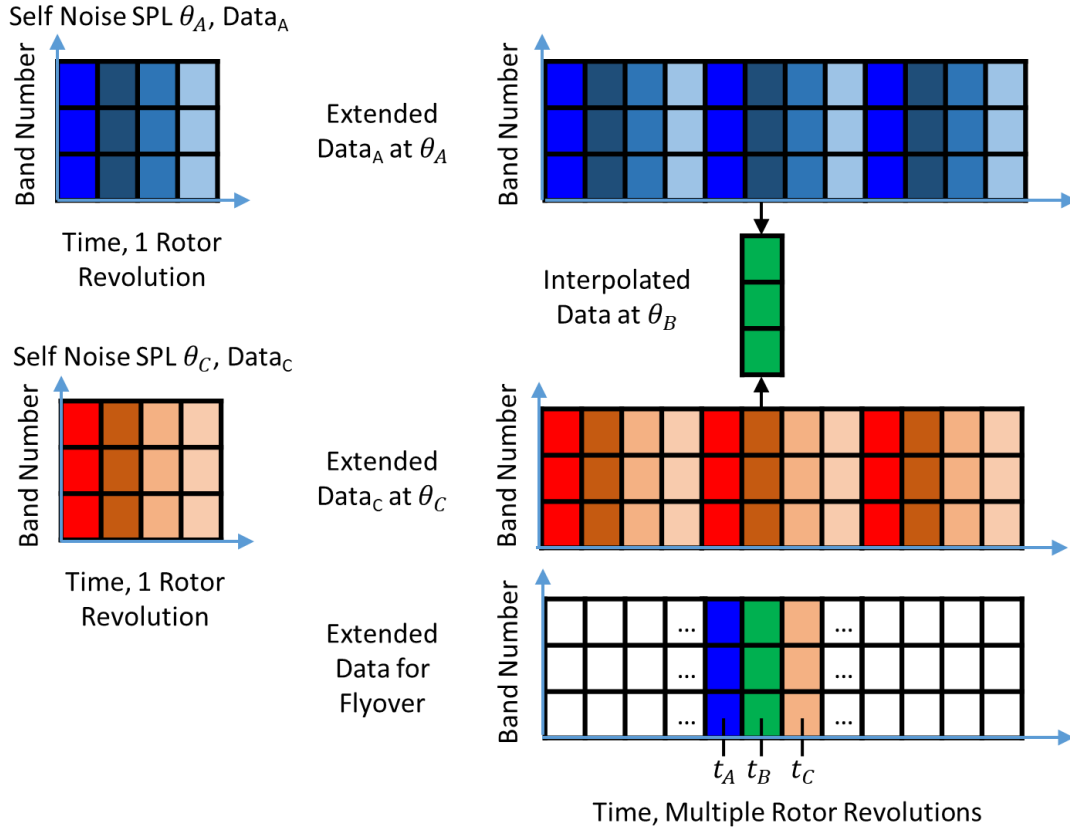 Self Noise SPL θ_A, Data_A
Band Number
Time, 1 Rotor
Revolution
Extended
Data_A at θ_A
Band Number
Interpolated
Data at θ_B
Self Noise SPL θ_C, Data_C
Band Number
Time, 1 Rotor
Revolution
Extended
Data_C at θ_C
Band Number
Extended
Data for
Flyover
Band Number
... ...
... ...
... ...
t_A t_B t_C
Time, Multiple Rotor Revolutions